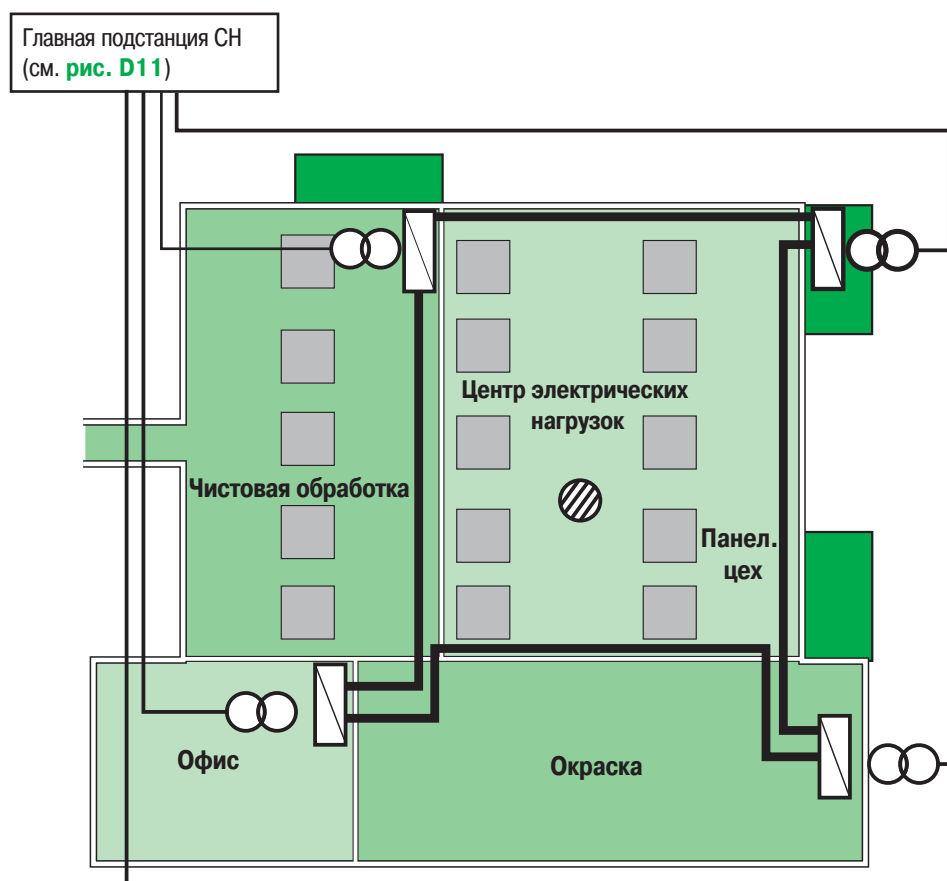 Главная подстанция СН
(см. рис. D11)
Центр электрических
нагрузок
Чистовая обработка
Панел.
цех
Офис
Окраска